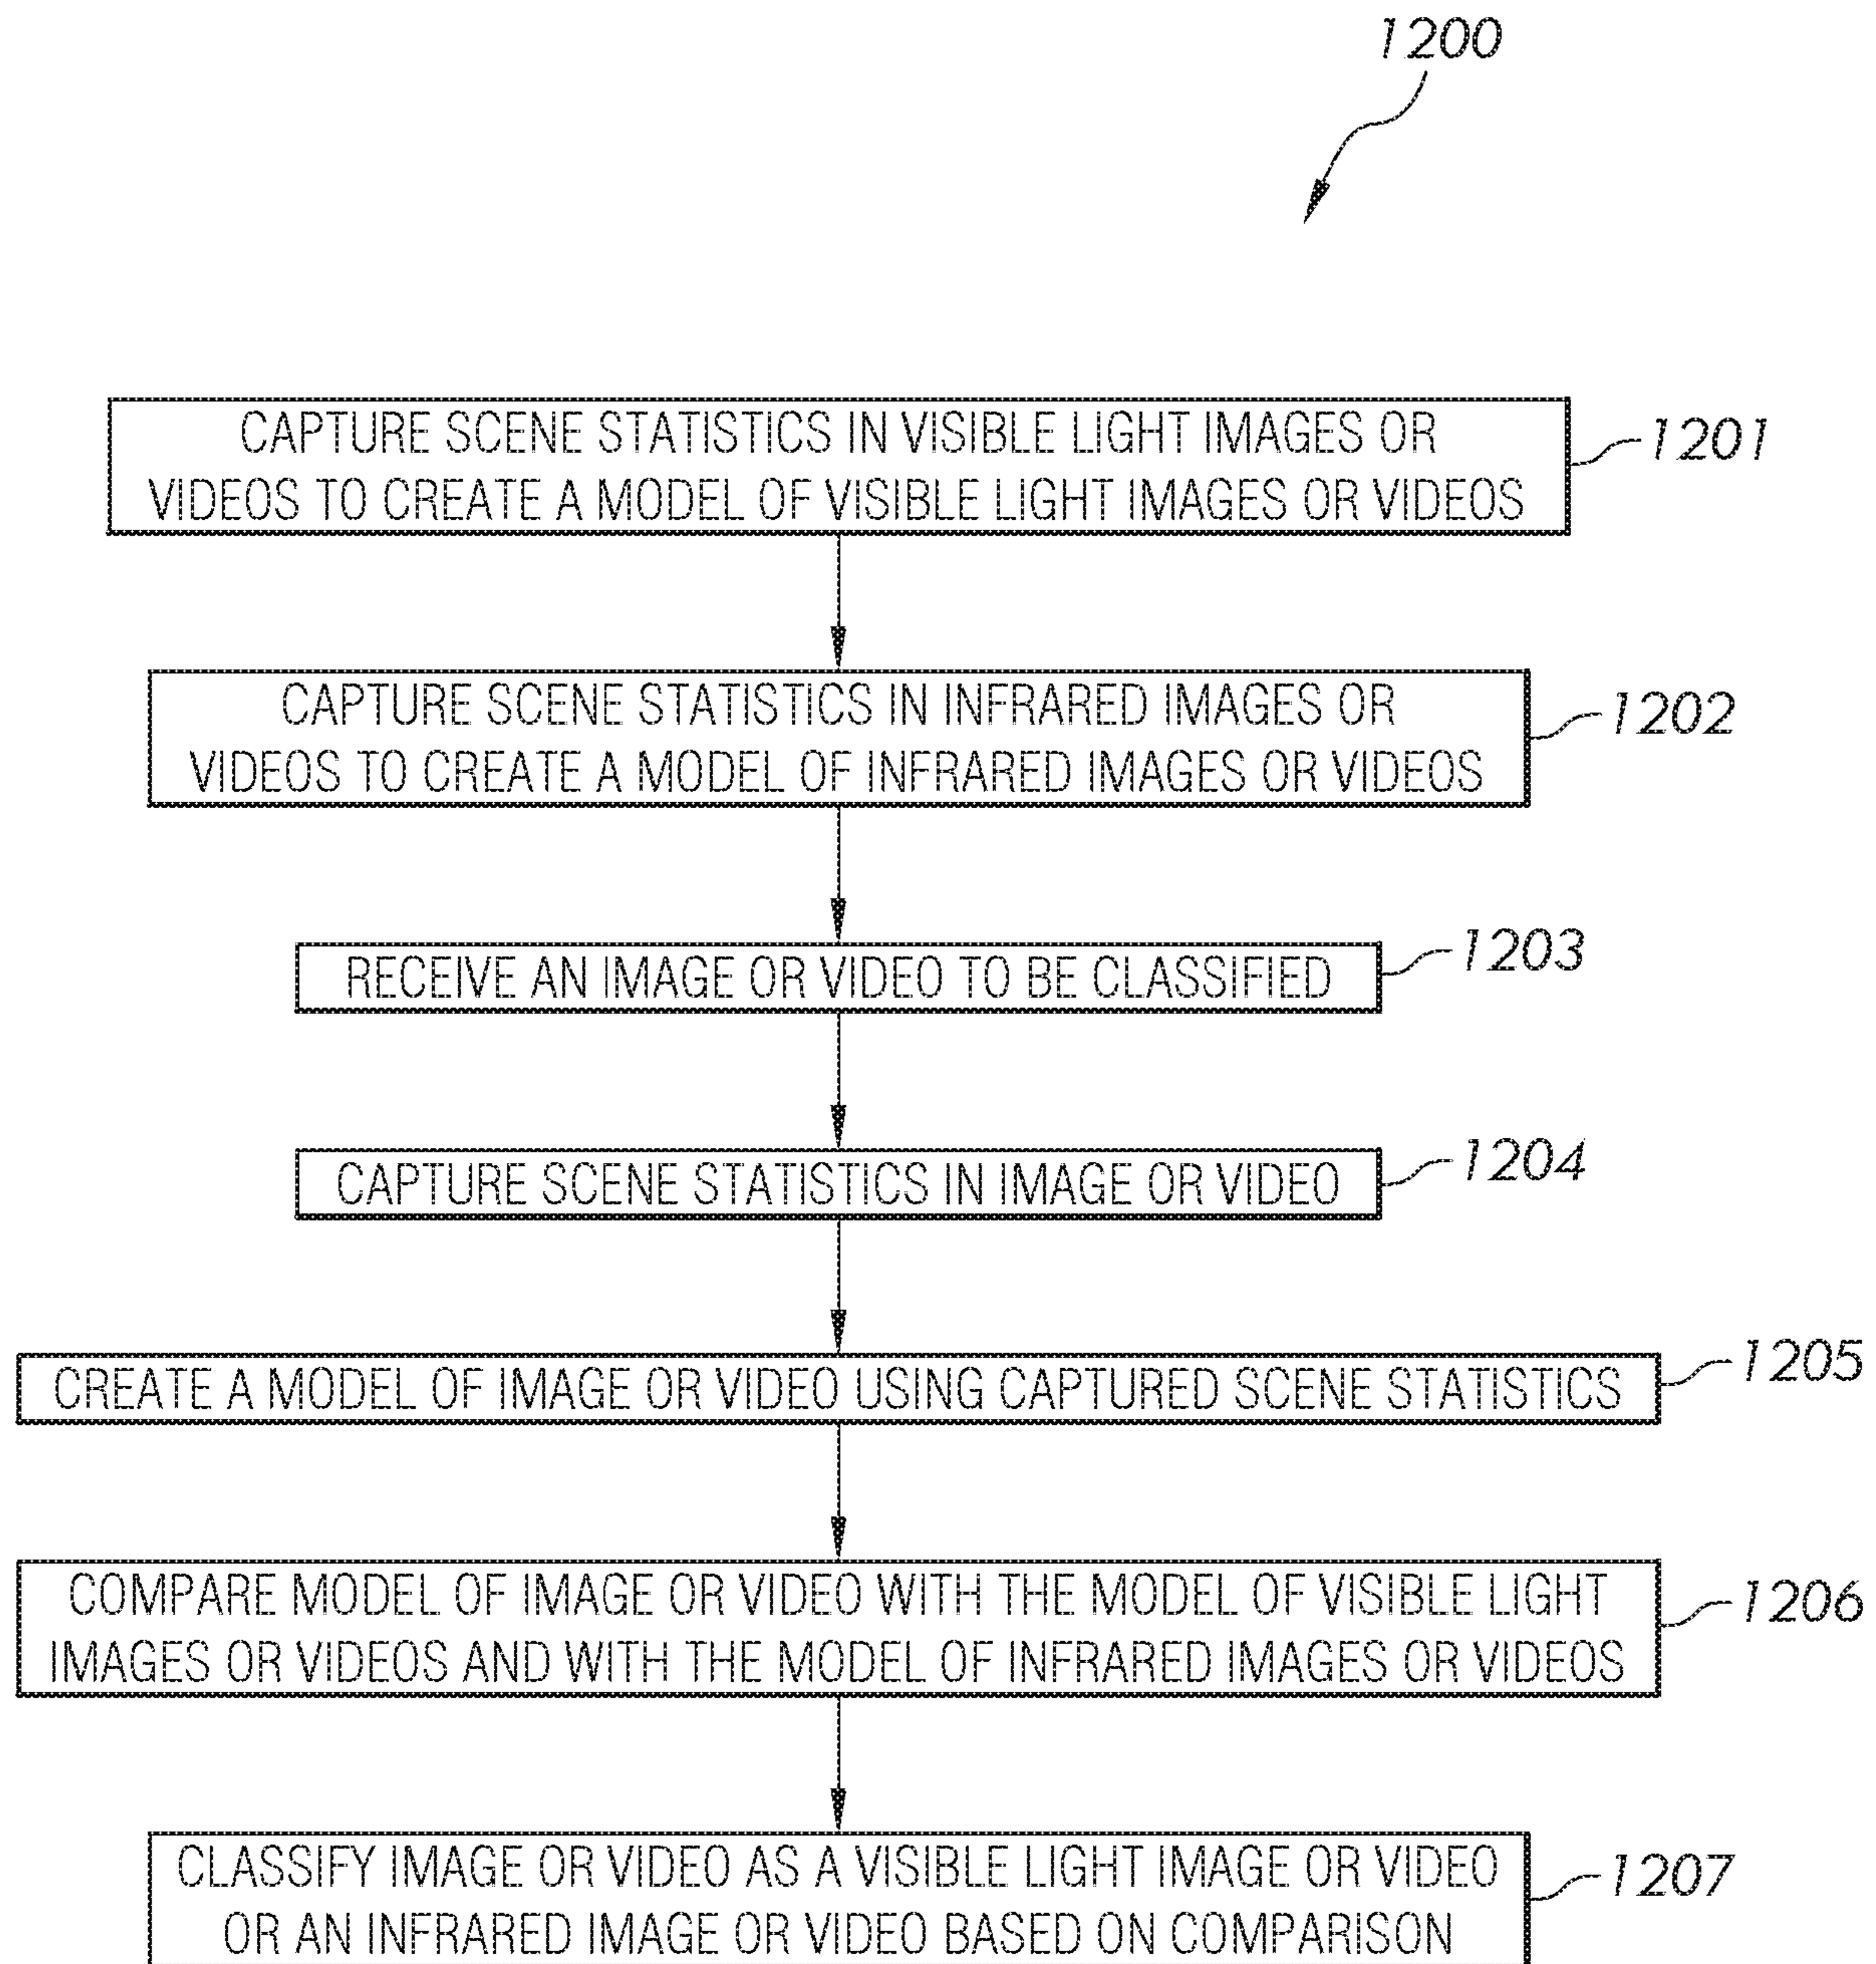 1200
CAPTURE SCENE STATISTICS IN VISIBLE LIGHT IMAGES OR
VIDEOS TO CREATE A MODEL OF VISIBLE LIGHT IMAGES OR VIDEOS
1201
CAPTURE SCENE STATISTICS IN INFRARED IMAGES OR
VIDEOS TO CREATE A MODEL OF INFRARED IMAGES OR VIDEOS
1202
RECEIVE AN IMAGE OR VIDEO TO BE CLASSIFIED
1203
CAPTURE SCENE STATISTICS IN IMAGE OR VIDEO
1204
CREATE A MODEL OF IMAGE OR VIDEO USING CAPTURED SCENE STATISTICS
1205
COMPARE MODEL OF IMAGE OR VIDEO WITH THE MODEL OF VISIBLE LIGHT
IMAGES OR VIDEOS AND WITH THE MODEL OF INFRARED IMAGES OR VIDEOS
1206
CLASSIFY IMAGE OR VIDEO AS A VISIBLE LIGHT IMAGE OR VIDEO
OR AN INFRARED IMAGE OR VIDEO BASED ON COMPARISON
1207